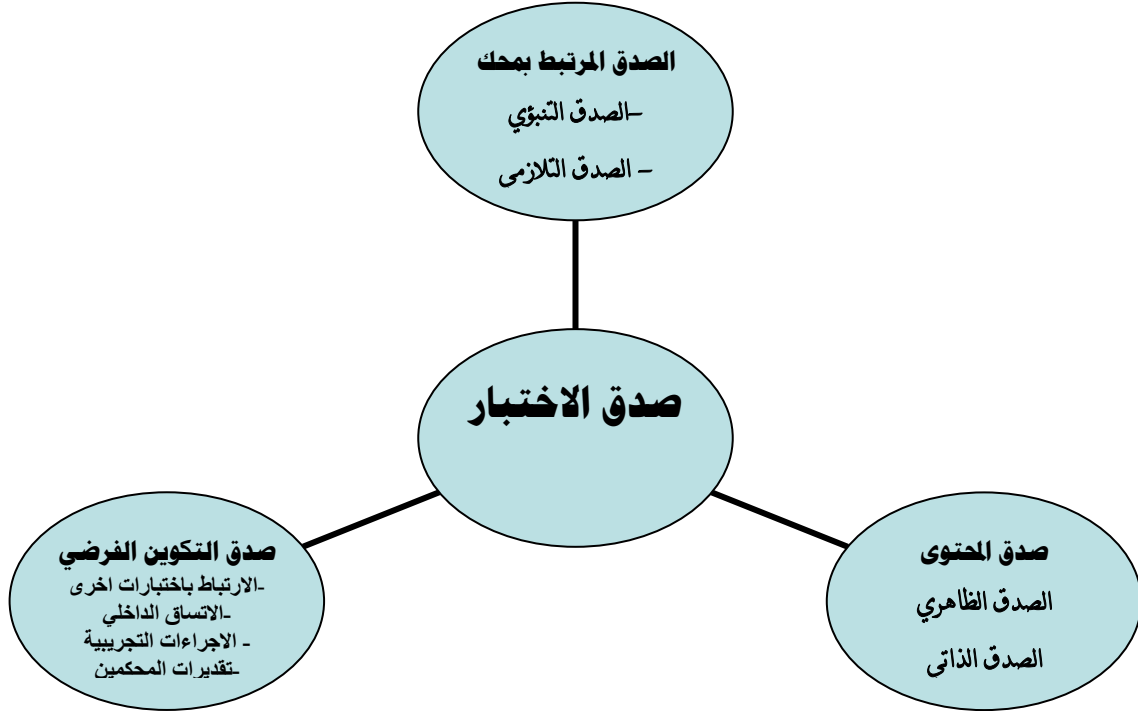 الصدق المرتبط بمحك
-الصدق التنبؤي
- الصدق التلازمى
صدق الاختبار
صدق المحتوى
الصدق الظاهري
الصدق الذاتى
صدق التكوين الفرضي
-الارتباط باختبارات اخرى
-الاتساق الداخلي
- الاجراءات التجريبية
-تقديرات المحكمين